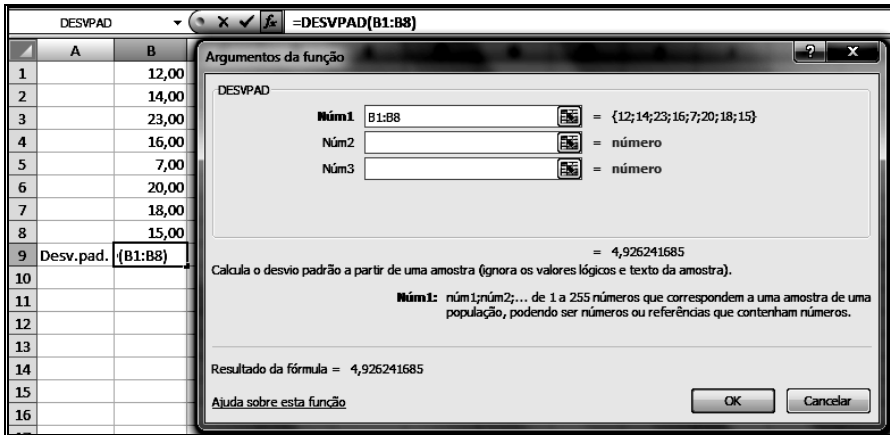 DESVPAD fx =DESVPAD(B1:B8)
A B
1 12,00
2 14,00
3 23,00
4 16,00
5 7,00
6 20,00
7 18,00
8 15,00
9 Desv.pad. (B1:B8)
10
11
12
13
14
15
16
Argumentos da função
DESVPAD
Núm1 B1:B8 = {12;14;23;16;7;20;18;15}
Núm2 = número
Núm3 = número
= 4,926241685
Calcula o desvio padrão a partir de uma amostra (ignora os valores lógicos e texto da amostra).
Núm1: núm1;núm2;... de 1 a 255 números que correspondem a uma amostra de uma
população, podendo ser números ou referências que contenham números.
Resultado da fórmula = 4,926241685
Ajuda sobre esta função
OK Cancelar